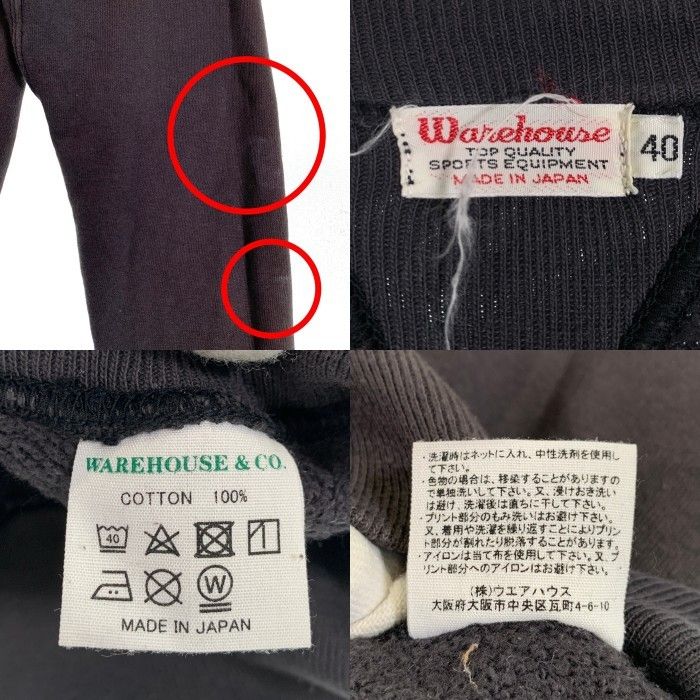 Warehouse
TOP QUALITY
SPORTS EQUIPMENT
MADE IN JAPAN
40
WAREHOUSE & CO.
COTTON 100%
40
W
MADE IN JAPAN
・洗濯時はネットに入れ、中性洗剤を使用し
て下さい。
・色物の場合は、移染することがありますの
で単独洗いして下さい。又、浸けおき洗い
は避け、洗濯後は直ちに干して下さい。
・プリント部分のもみ洗いはお避け下さい。
又、着用や洗濯を繰り返すことによりプリン
ト部分が割れたり脱落することがあります。
・アイロンは当て布を使用して下さい。又、プ
リント部分へのアイロンはお避け下さい。
(株)ウエアハウス
大阪府大阪市中央区瓦町4-6-10